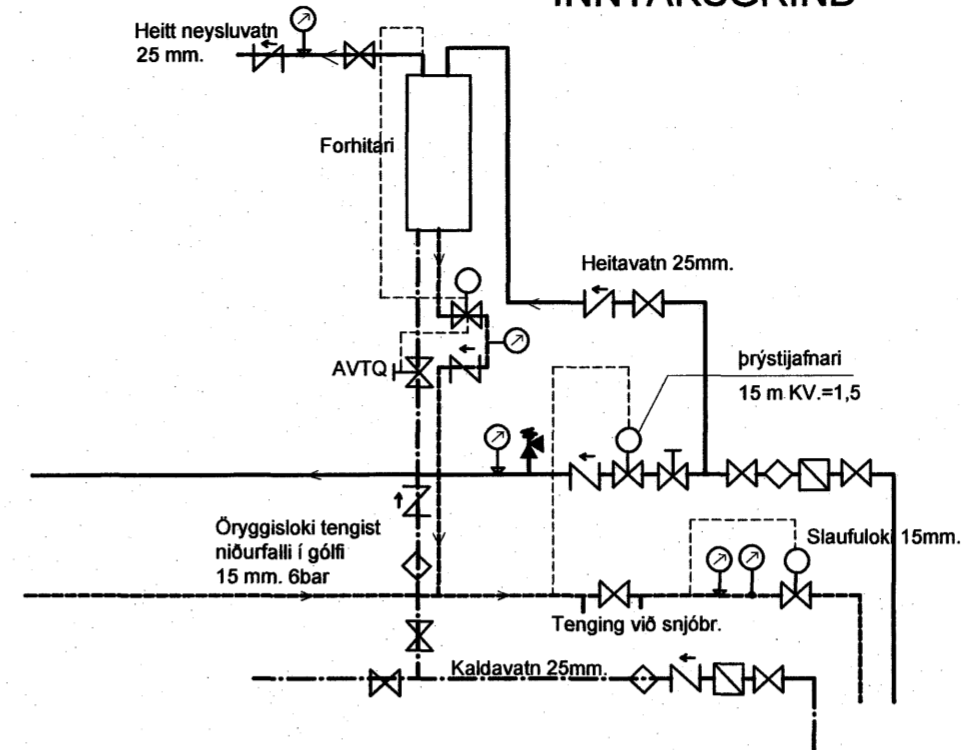 INNTAKSGRIND
Heitt neysluvatn
25 mm.
Forhitari
Heitavatn 25mm.
AVTQ
þrýstijafnari
15 m KV.=1,5
Öryggisloki tengist
niðurfalli í gólfi
15 mm. 6bar
Slaufuloki 15mm.
Tenging við snjóbr.
Kaldavatn 25mm.